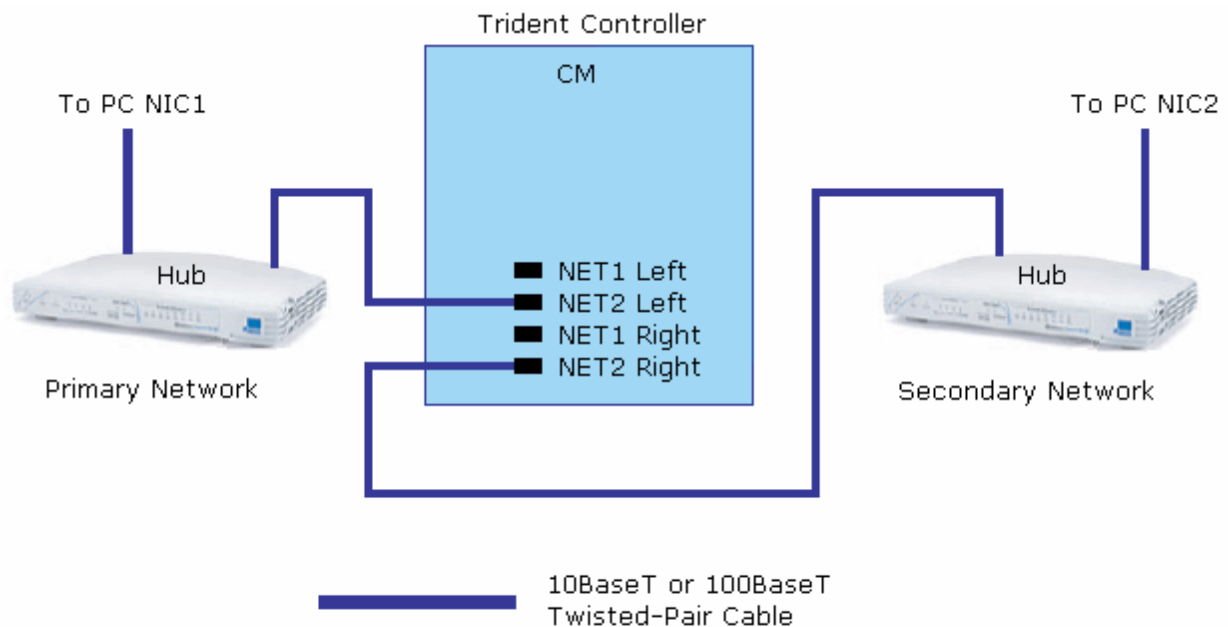 Trident Controller
CM
To PC NIC1
To PC NIC2
Hub
Hub
NET1 Left
NET2 Left
NET1 Right
NET2 Right
Primary Network
Secondary Network
10BaseT or 100BaseT
Twisted-Pair Cable